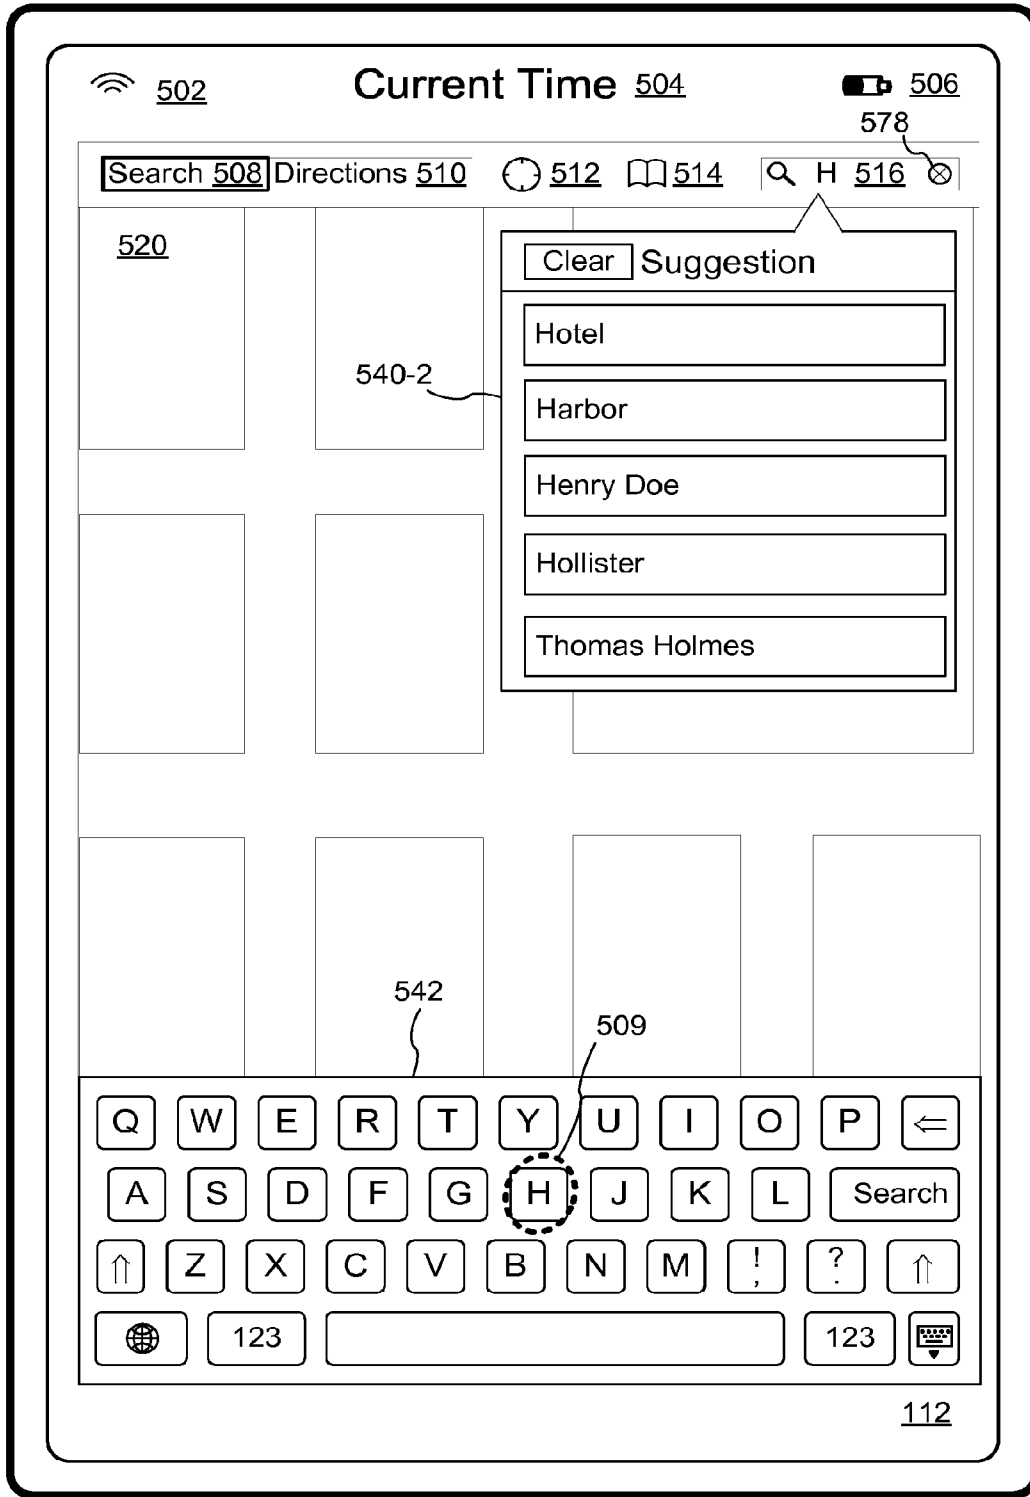 502 Current Time 504 506
578
Search 508 Directions 510 512 514 H 516
520
Clear Suggestion
Hotel
540-2
Harbor
Henry Doe
Hollister
Thomas Holmes
542
509
Q W E R T Y U I O P ⇐
A S D F G H J K L Search
⇑ Z X C V B N M ! , ? . ⇑
123 123
112